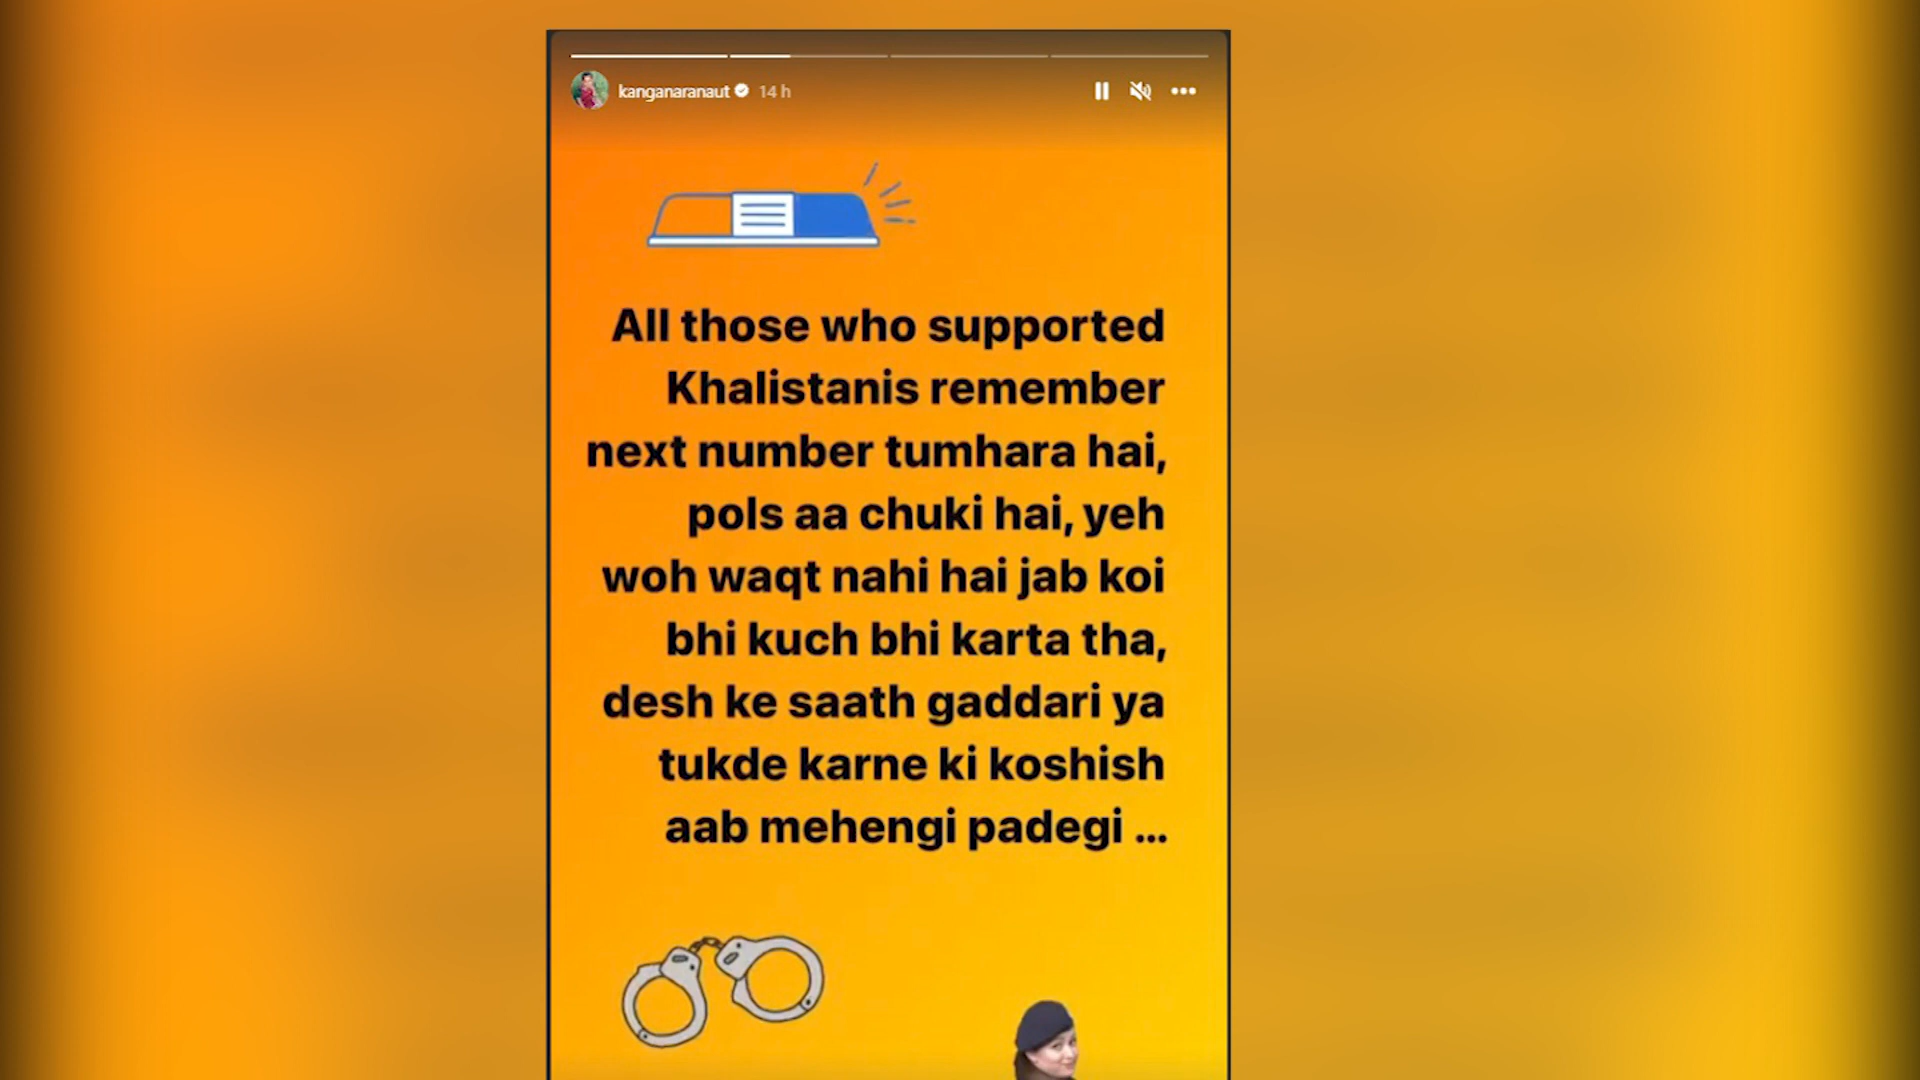 kanganaranaut 14 h
All those who supported
Khalistanis remember
next number tumhara hai,
pols aa chuki hai, yeh
woh waqt nahi hai jab koi
bhi kuch bhi karta tha,
desh ke saath gaddari ya
tukde karne ki koshish
aab mehengi padegi ...